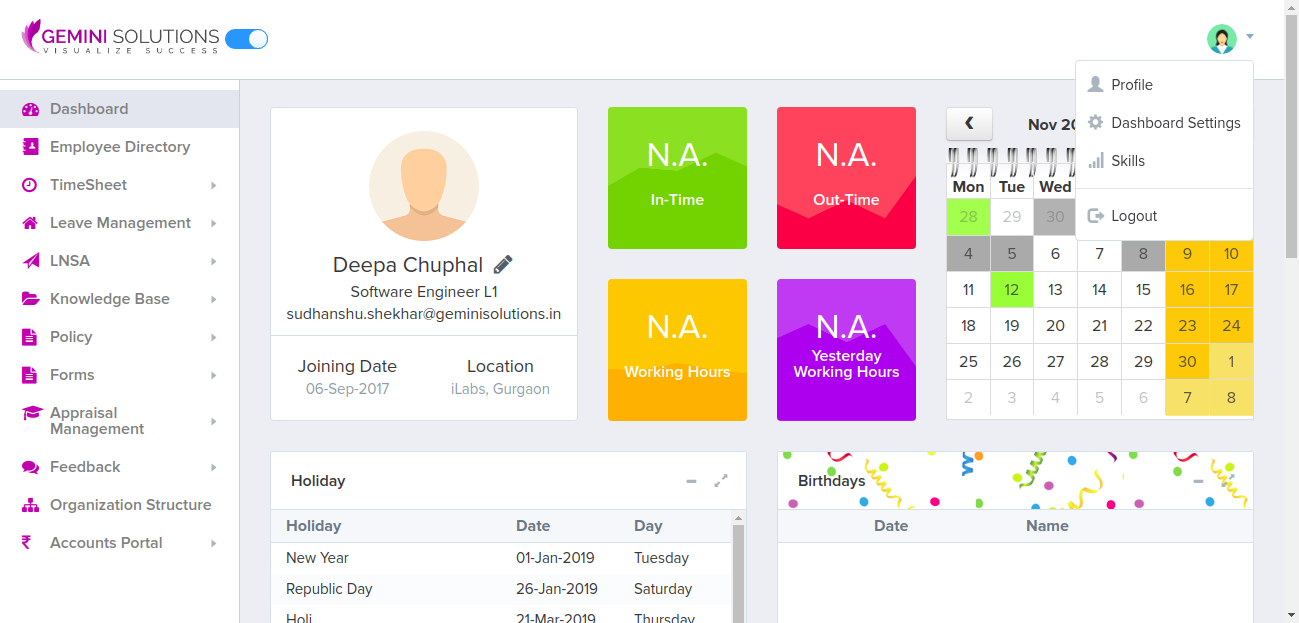 GEMINI SOLUTIONS
VISUALIZE SUCCESS
Profile
Dashboard Settings
Skills
Logout
Dashboard
Employee Directory
TimeSheet
Leave Management
LNSA
Knowledge Base
Policy
Forms
Appraisal
Management
Feedback
Organization Structure
Accounts Portal
Deepa Chuphal
Software Engineer L1
sudhanshu.shekhar@geminisolutions.in
Joining Date
06-Sep-2017
Location
iLabs, Gurgaon
N.A.
In-Time
N.A.
Out-Time
N.A.
Working Hours
N.A.
Yesterday
Working Hours
Nov
Mon Tue Wed
28 29 30
4 5 6 7 8 9 10
11 12 13 14 15 16 17
18 19 20 21 22 23 24
25 26 27 28 29 30 1
2 3 4 5 6 7 8
Holiday
Holiday Date Day
New Year 01-Jan-2019 Tuesday
Republic Day 26-Jan-2019 Saturday
Holi 21-Mar-2019 Thursday
Birthdays
Date Name